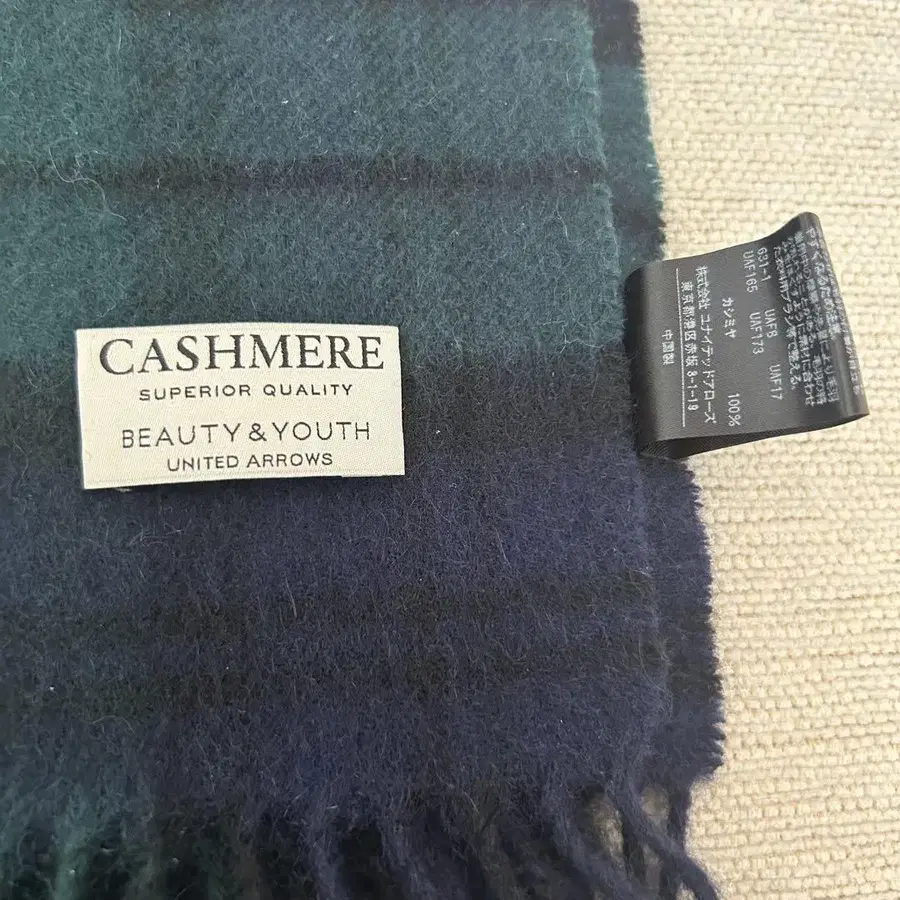 CASHMERE
SUPERIOR QUALITY
BEAUTY & YOUTH
UNITED ARROWS
631-1 UAF8 UAF17
UAF165 UAF173
カシミヤ 100%
株式会社 ユナイテッドアローズ
東京都港区赤坂 8-1-19
中国製